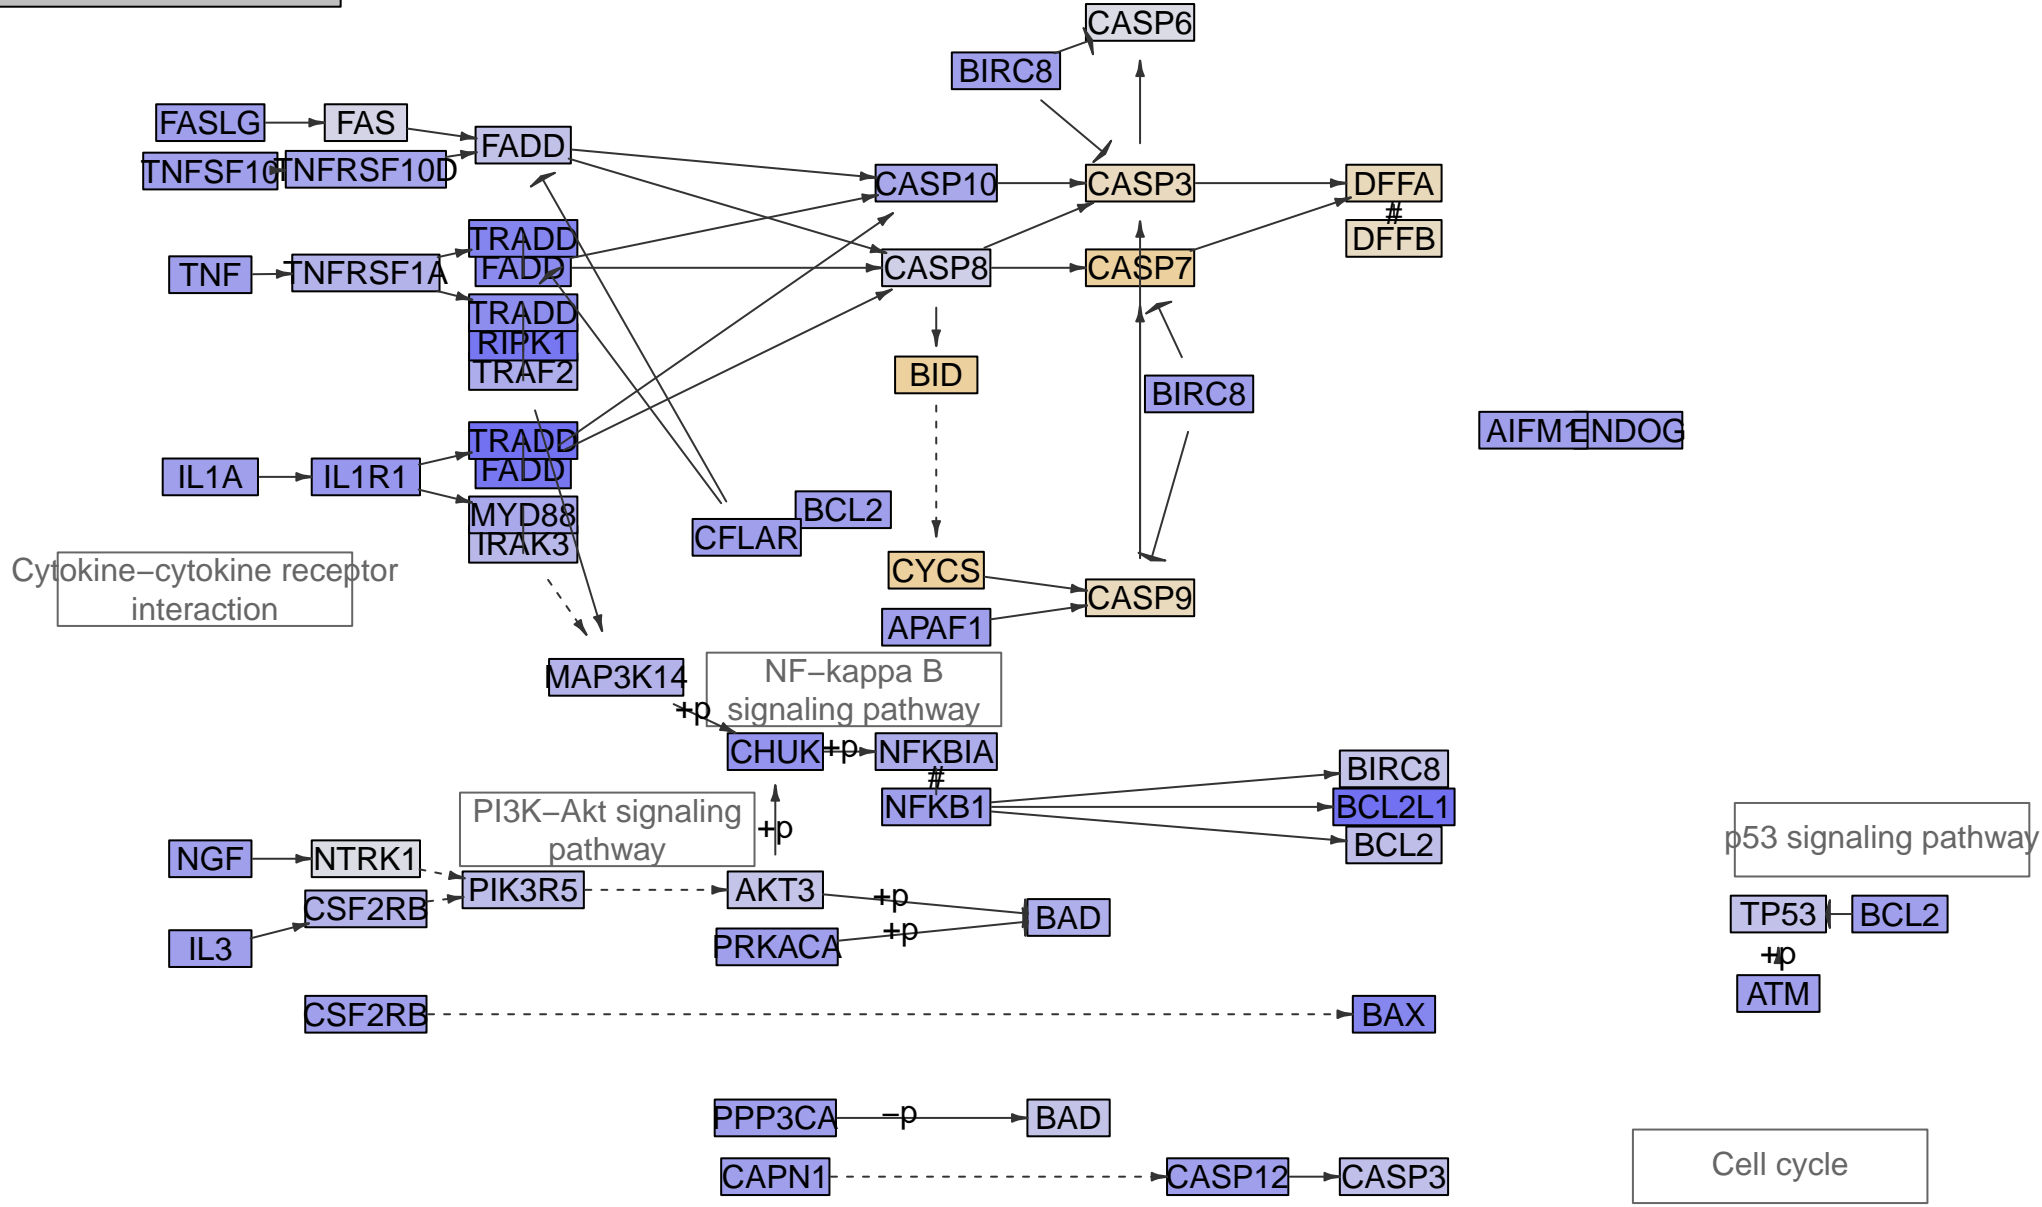 CASP6
BIRC8
FASLG
FAS
FADD
TNFSF10
TNFRSF10D
CASP10
CASP3
DFFA
#
DFFB
TRADD
FADD
TNF
TNFRSF1A
CASP8
CASP7
TRADD
RIPK1
TRAF2
BID
BIRC8
AIFM1
ENDOG
TRADD
FADD
IL1A
IL1R1
MYD88
IRAK3
BCL2
CFLAR
Cytokine−cytokine receptor
interaction
CYCS
CASP9
APAF1
MAP3K14
NF−kappa B
signaling pathway
+p
CHUK
+p
NFKBIA
#
NFKB1
BIRC8
BCL2L1
BCL2
PI3K−Akt signaling
pathway
+p
p53 signaling pathway
NGF
NTRK1
PIK3R5
AKT3
+p
CSF2RB
IL3
PRKACA
+p
BAD
TP53
BCL2
+p
ATM
CSF2RB
BAX
PPP3CA
−p
BAD
CAPN1
CASP12
CASP3
Cell cycle